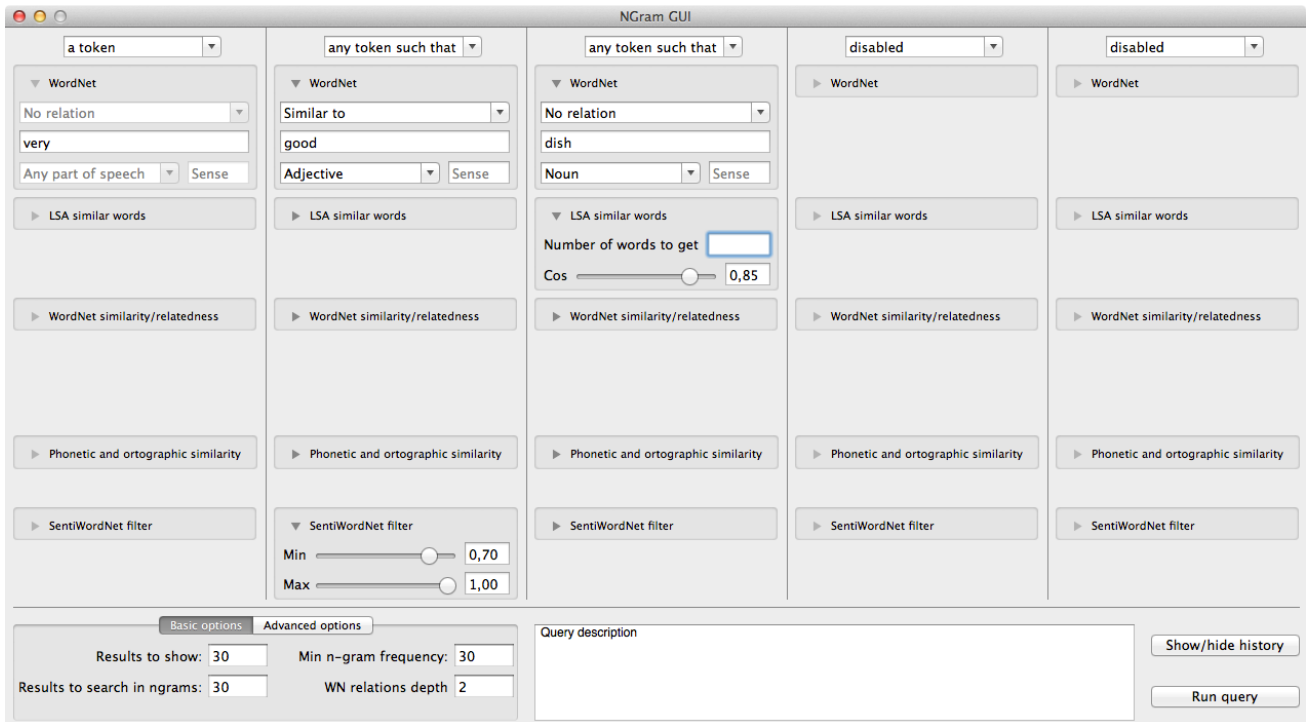 NGram GUI
a token any token such that any token such that disabled disabled
WordNet WordNet WordNet WordNet WordNet
No relation Similar to No relation
very good dish
Any part of speech Sense Adjective Sense Noun Sense
LSA similar words LSA similar words LSA similar words LSA similar words LSA similar words
Number of words to get
Cos 0,85
WordNet similarity/relatedness WordNet similarity/relatedness WordNet similarity/relatedness WordNet similarity/relatedness WordNet similarity/relatedness
Phonetic and ortographic similarity Phonetic and ortographic similarity Phonetic and ortographic similarity Phonetic and ortographic similarity Phonetic and ortographic similarity
SentiWordNet filter SentiWordNet filter SentiWordNet filter SentiWordNet filter SentiWordNet filter
Min 0,70
Max 1,00
Basic options Advanced options
Results to show: 30 Min n-gram frequency: 30
Results to search in ngrams: 30 WN relations depth 2
Query description
Show/hide history
Run query